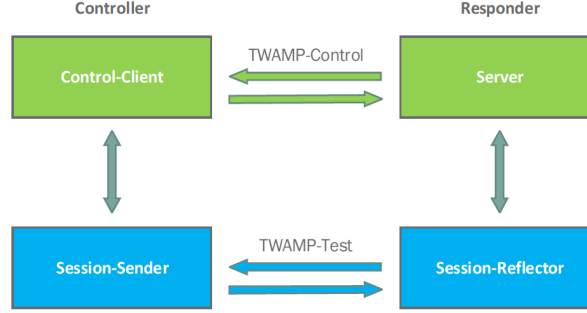 Controller
Responder
TWAMP-Control
Control-Client
Server
TWAMP-Test
Session-Sender
Session-Reflector